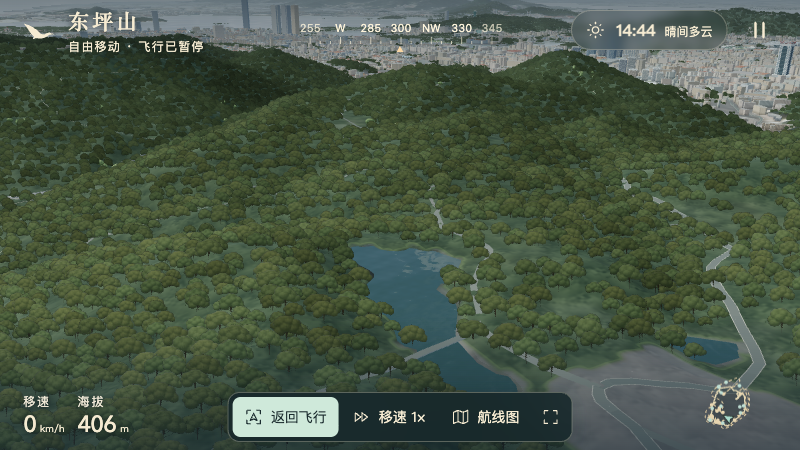 东坪山
自由移动 · 飞行已暂停
255 W 285 300 NW 330 345
14:44 晴间多云
移速 海拔
0 km/h 406 m
返回飞行 移速 1x 航线图